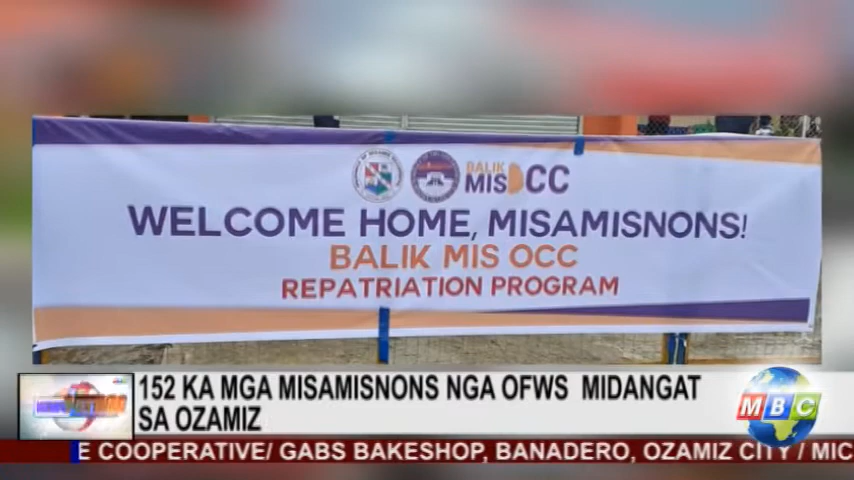 BALIK
MIS OCC
WELCOME HOME, MISAMISNONS!
BALIK MIS OCC
REPATRIATION PROGRAM
152 KA MGA MISAMISNONS NGA OFWS MIDANGAT
SA OZAMIZ
MBC
E COOPERATIVE/ GABS BAKESHOP, BANADERO, OZAMIZ CITY / MIC